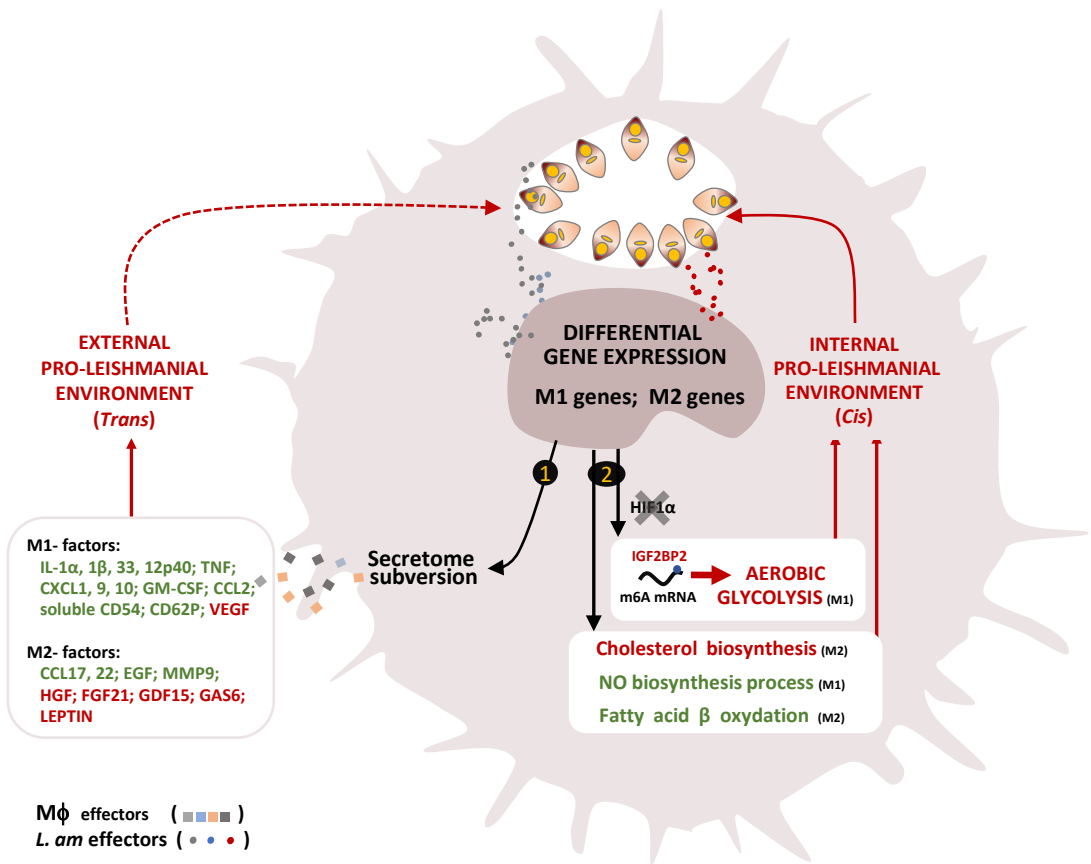 DIFFERENTIAL
GENE EXPRESSION
M1 genes; M2 genes
EXTERNAL
PRO-LEISHMANIAL
ENVIRONMENT
(Trans)
INTERNAL
PRO-LEISHMANIAL
ENVIRONMENT
(Cis)
1
2
HIF1α
M1- factors:
IL-1α, 1β, 33, 12p40; TNF;
CXCL1, 9, 10; GM-CSF; CCL2;
soluble CD54; CD62P; VEGF
M2- factors:
CCL17, 22; EGF; MMP9;
HGF; FGF21; GDF15; GAS6;
LEPTIN
Secretome
subversion
IGF2BP2
m6A mRNA
AEROBIC
GLYCOLYSIS (M1)
Cholesterol biosynthesis (M2)
NO biosynthesis process (M1)
Fatty acid β oxydation (M2)
Mϕ effectors ( )
L. am effectors ( )